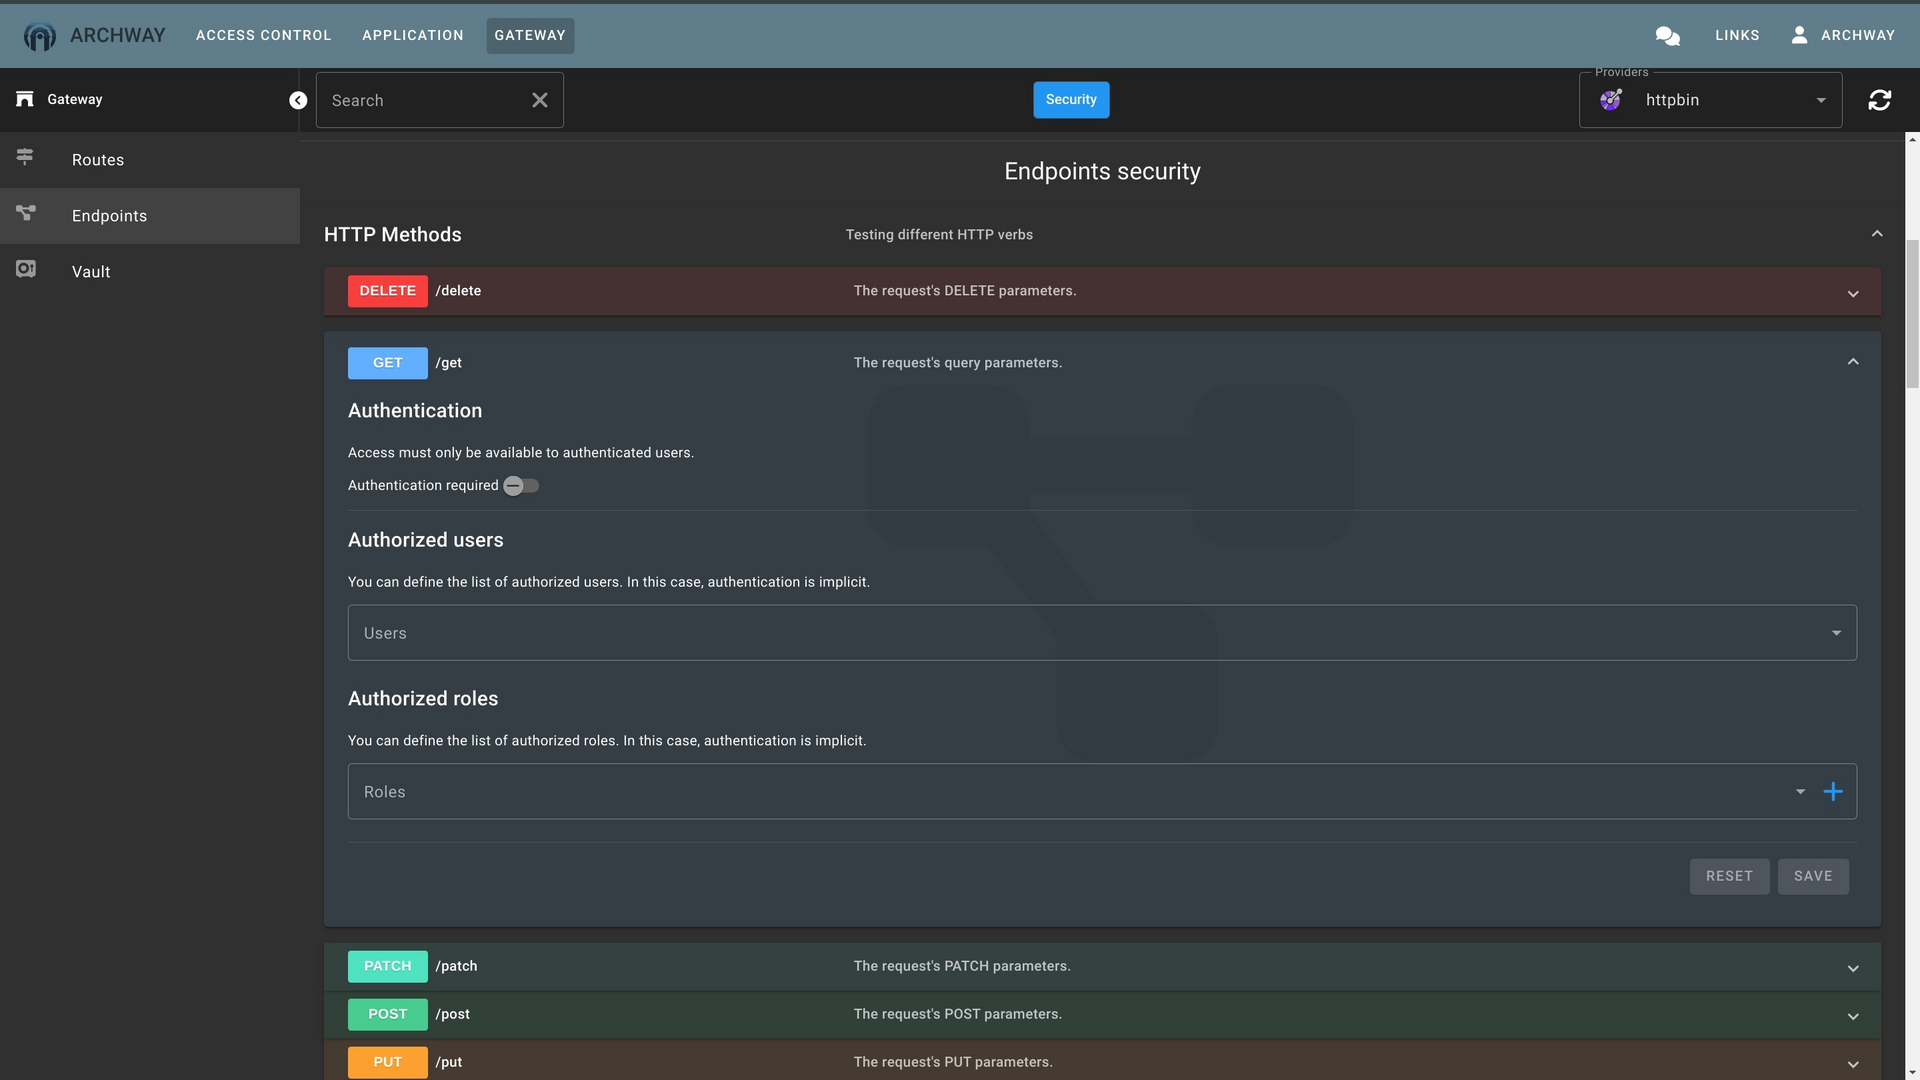 ARCHWAY ACCESS CONTROL APPLICATION GATEWAY LINKS ARCHWAY
Gateway
Search
Security
Providers
httpbin
Routes
Endpoints
Vault
Endpoints security
HTTP Methods Testing different HTTP verbs
DELETE /delete The request's DELETE parameters.
GET /get The request's query parameters.
Authentication
Access must only be available to authenticated users.
Authentication required
Authorized users
You can define the list of authorized users. In this case, authentication is implicit.
Users
Authorized roles
You can define the list of authorized roles. In this case, authentication is implicit.
Roles
RESET SAVE
PATCH /patch The request's PATCH parameters.
POST /post The request's POST parameters.
PUT /put The request's PUT parameters.